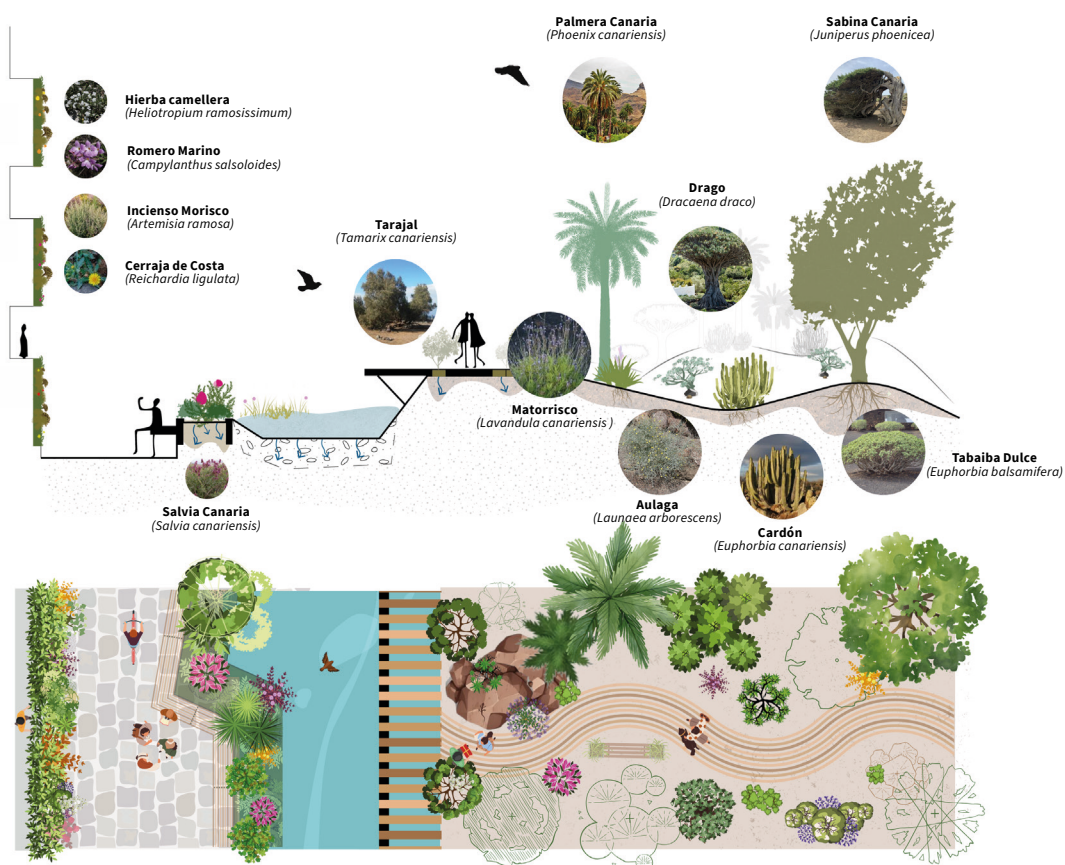 Palmera Canaria
(Phoenix canariensis)
Sabina Canaria
(Juniperus phoenicea)
Hierba camellera
(Heliotropium ramosissimum)
Romero Marino
(Campylanthus salsoloides)
Incienso Morisco
(Artemisia ramosa)
Cerraja de Costa
(Reichardia ligulata)
Tarajal
(Tamarix canariensis)
Drago
(Dracaena draco)
Matorrisco
(Lavandula canariensis )
Tabaiba Dulce
(Euphorbia balsamifera)
Salvia Canaria
(Salvia canariensis)
Aulaga
(Launaea arborescens)
Cardón
(Euphorbia canariensis)